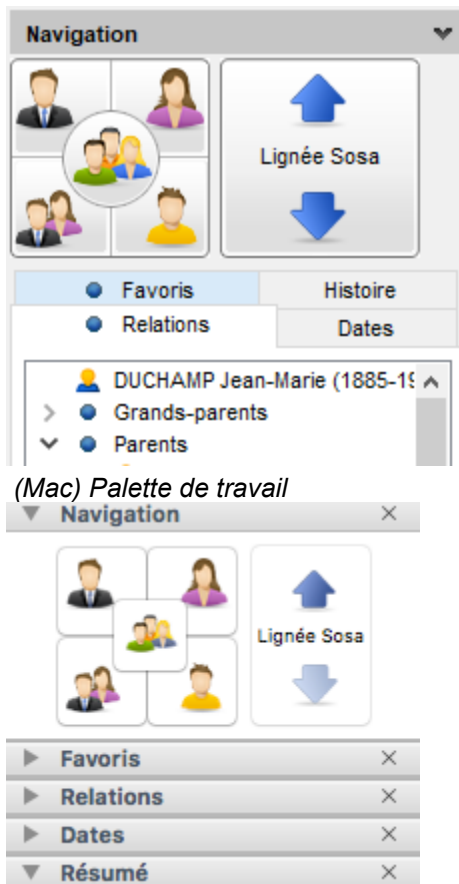 Navigation
Lignée Sosa
Favoris Histoire
Relations Dates
DUCHAMP Jean-Marie (1885-19
Grands-parents
Parents
(Mac) Palette de travail
Navigation
Lignée Sosa
Favoris
Relations
Dates
Résumé